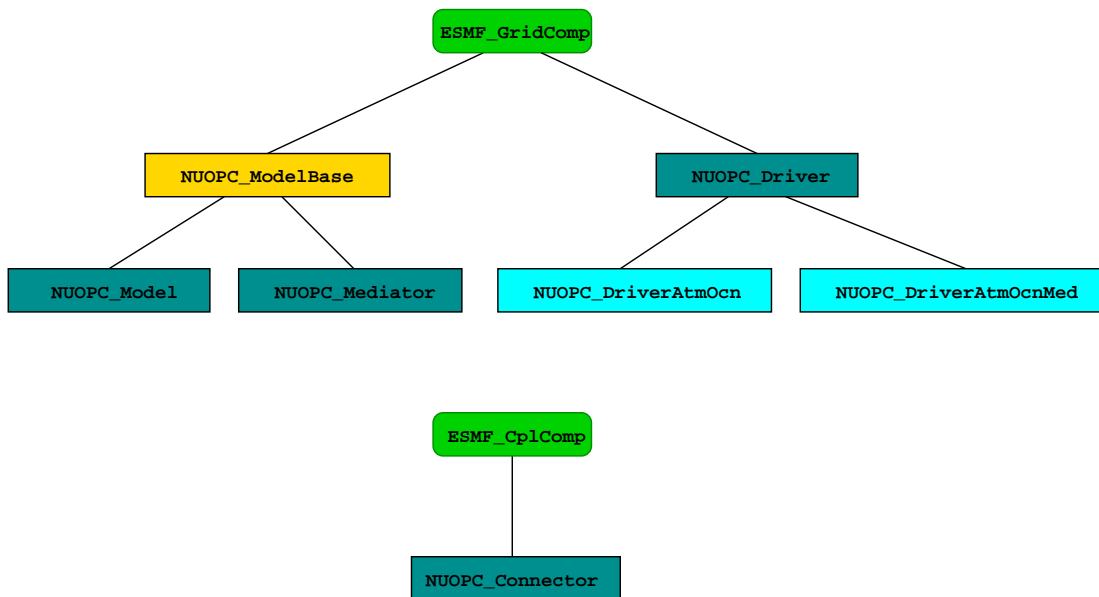 ESMF_GridComp
NUOPC_ModelBase
NUOPC_Driver
NUOPC_Model
NUOPC_Mediator
NUOPC_DriverAtmOcn
NUOPC_DriverAtmOcnMed
ESMF_CplComp
NUOPC_Connector